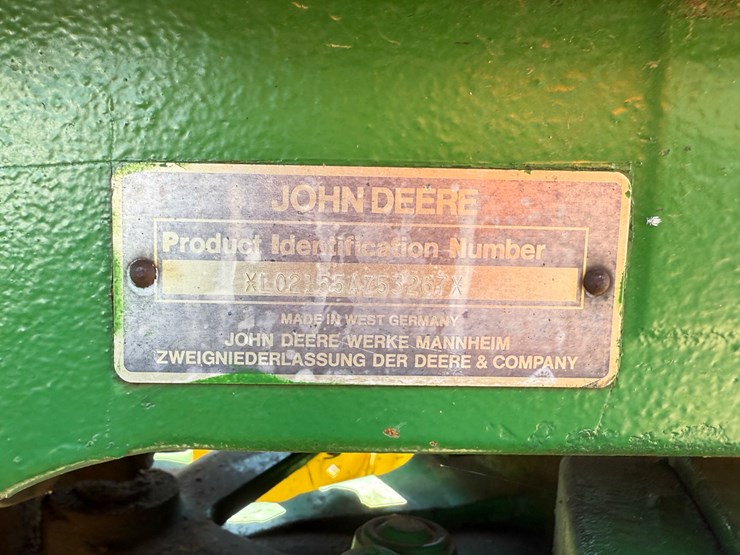 JOHN DEERE
Product Identification Number
MADE IN WEST GERMANY
JOHN DEERE WERKE MANNHEIM
ZWEIGNIEDERLASSUNG DER DEERE & COMPANY